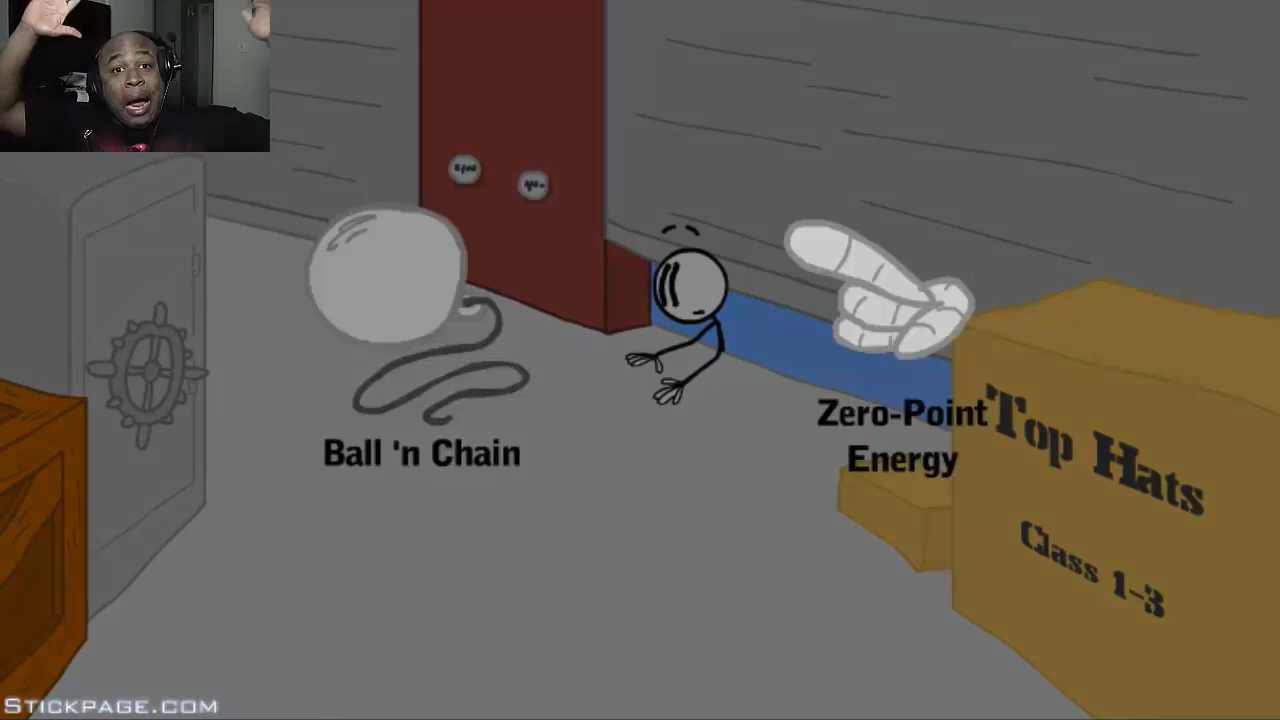 Ball 'n Chain
Zero-Point
Energy
Top Hats
Class 1-3
STICKPAGE.COM